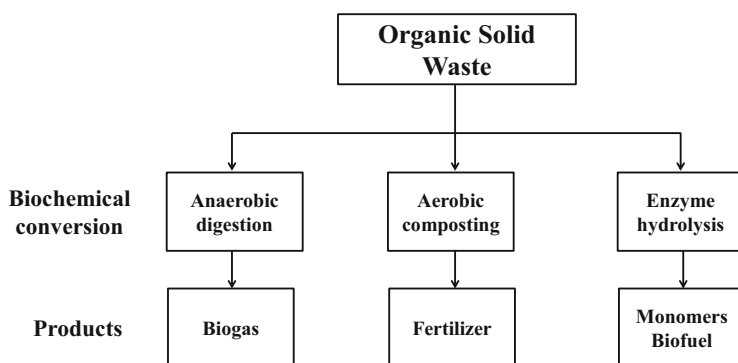 Organic Solid
Waste
Biochemical
conversion
Anaerobic
digestion
Aerobic
composting
Enzyme
hydrolysis
Products
Biogas
Fertilizer
Monomers
Biofuel